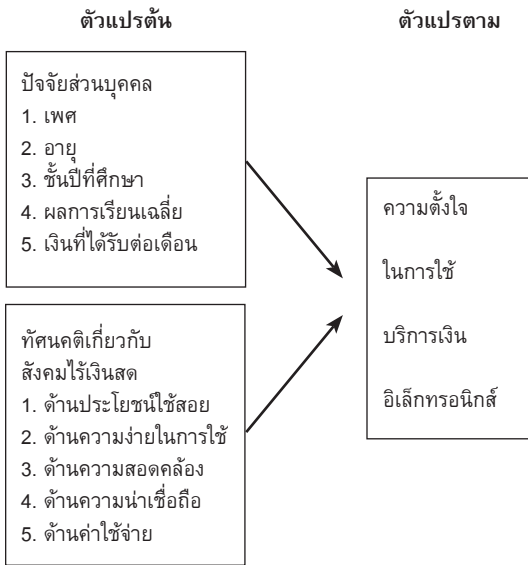 ตัวแปรต้น
ปัจจัยส่วนบุคคล
1. เพศ
2. อายุ
3. ชั้นปีที่ศึกษา
4. ผลการเรียนเฉลี่ย
5. เงินที่ได้รับต่อเดือน
ทัศนคติเกี่ยวกับ
สังคมไร้เงินสด
1. ด้านประโยชน์ใช้สอย
2. ด้านความง่ายในการใช้
3. ด้านความสอดคล้อง
4. ด้านความน่าเชื่อถือ
5. ด้านค่าใช้จ่าย
ตัวแปรตาม
ความตั้งใจ
ในการใช้
บริการเงิน
อิเล็กทรอนิกส์